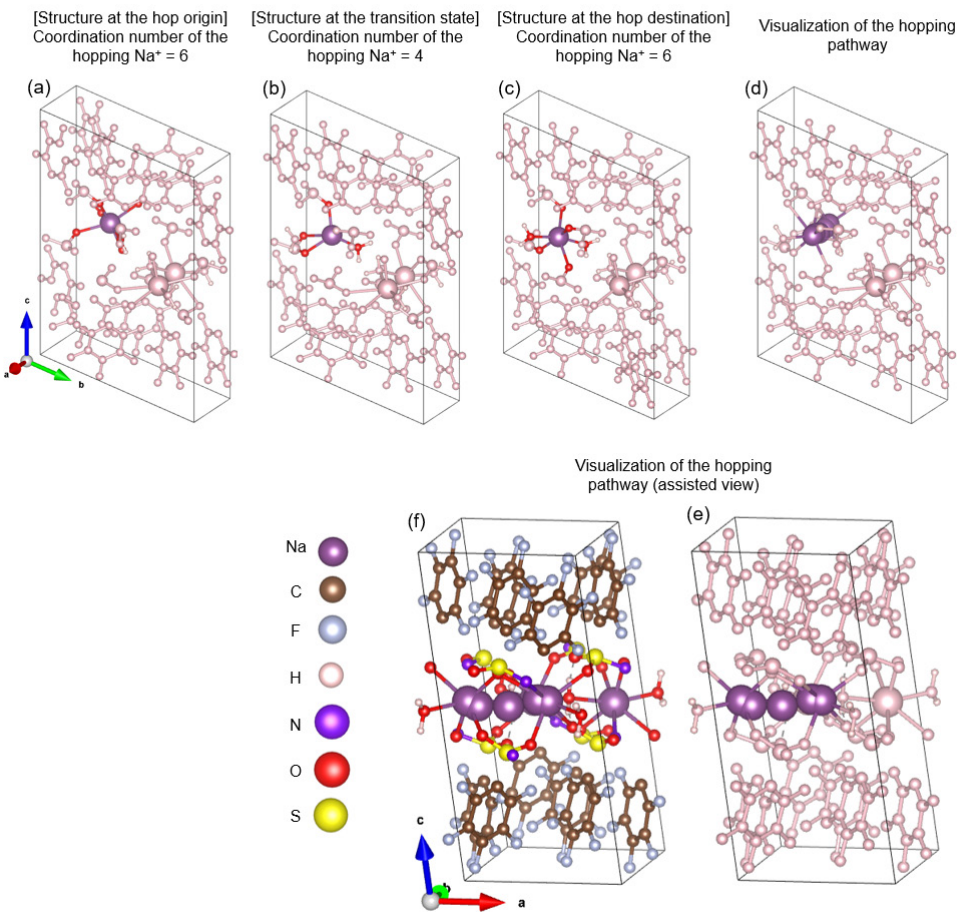 [Structure at the hop origin]
Coordination number of the
hopping Na⁺ = 6
[Structure at the transition state]
Coordination number of the
hopping Na⁺ = 4
[Structure at the hop destination]
Coordination number of the
hopping Na⁺ = 6
Visualization of the hopping
pathway
(a)
(b)
(c)
(d)
c
a
b
Visualization of the hopping
pathway (assisted view)
(f)
(e)
Na
C
F
H
N
O
S
c
b
a